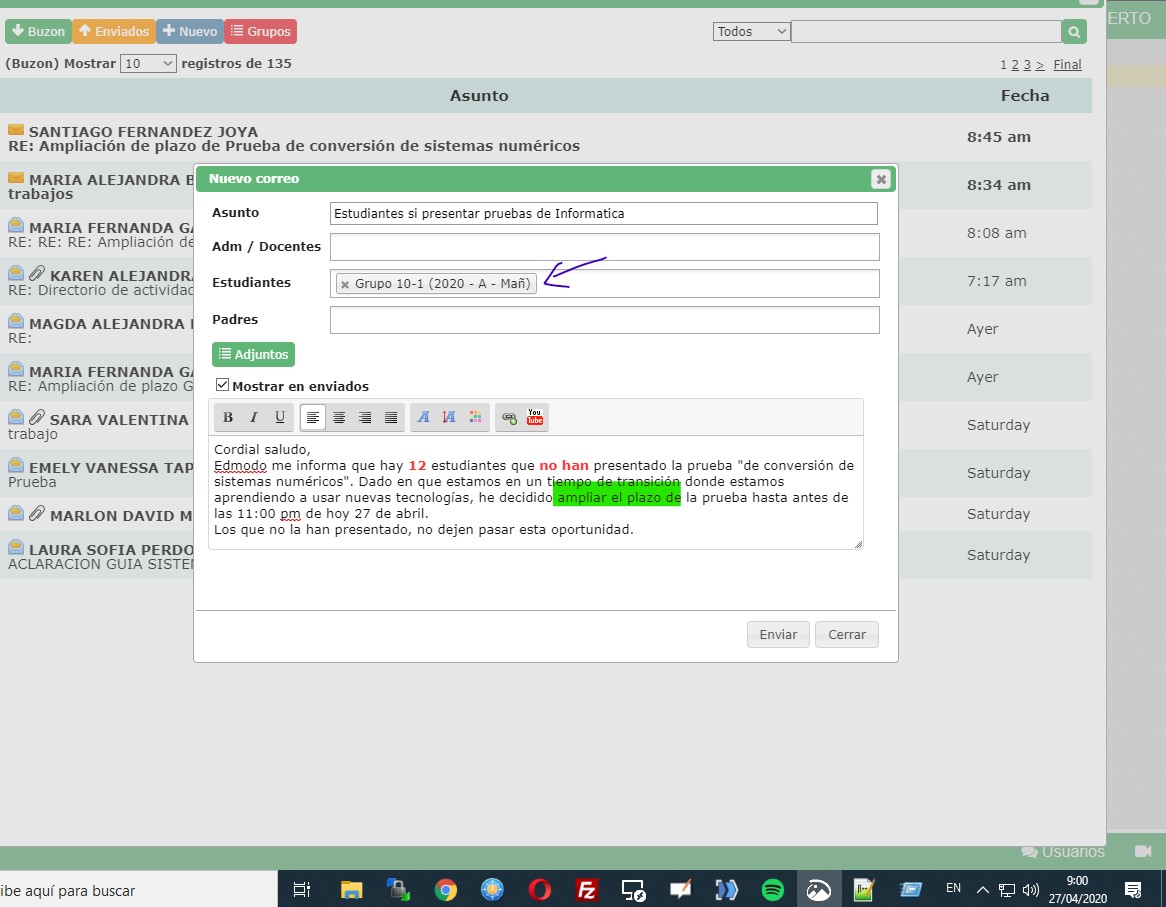 ERTO
Buzon Enviados Nuevo Grupos Todos
(Buzon) Mostrar 10 registros de 135 1 2 3 > Final
Asunto Fecha
SANTIAGO FERNANDEZ JOYA
RE: Ampliación de plazo de Prueba de conversión de sistemas numéricos 8:45 am
MARIA ALEJANDRA B
trabajos 8:34 am
MARIA FERNANDA GA
RE: RE: RE: Ampliación de 8:08 am
KAREN ALEJANDRA
RE: Directorio de actividad 7:17 am
MAGDA ALEJANDRA
RE: Ayer
MARIA FERNANDA GA
RE: Ampliación de plazo G Ayer
SARA VALENTINA
trabajo Saturday
EMELY VANESSA TAP
Prueba Saturday
MARLON DAVID M Saturday
LAURA SOFIA PERDO
ACLARACION GUIA SISTE Saturday
Nuevo correo
Asunto Estudiantes si presentar pruebas de Informatica
Adm / Docentes
Estudiantes Grupo 10-1 (2020 - A - Mañ)
Padres
Adjuntos
Mostrar en enviados
B I U A A You Tube
Cordial saludo,
Edmodo me informa que hay 12 estudiantes que no han presentado la prueba "de conversión de
sistemas numéricos". Dado en que estamos en un tiempo de transición donde estamos
aprendiendo a usar nuevas tecnologías, he decidido ampliar el plazo de la prueba hasta antes de
las 11:00 pm de hoy 27 de abril.
Los que no la han presentado, no dejen pasar esta oportunidad.
Enviar Cerrar
Usuarios
ibe aquí para buscar EN 9:00
27/04/2020